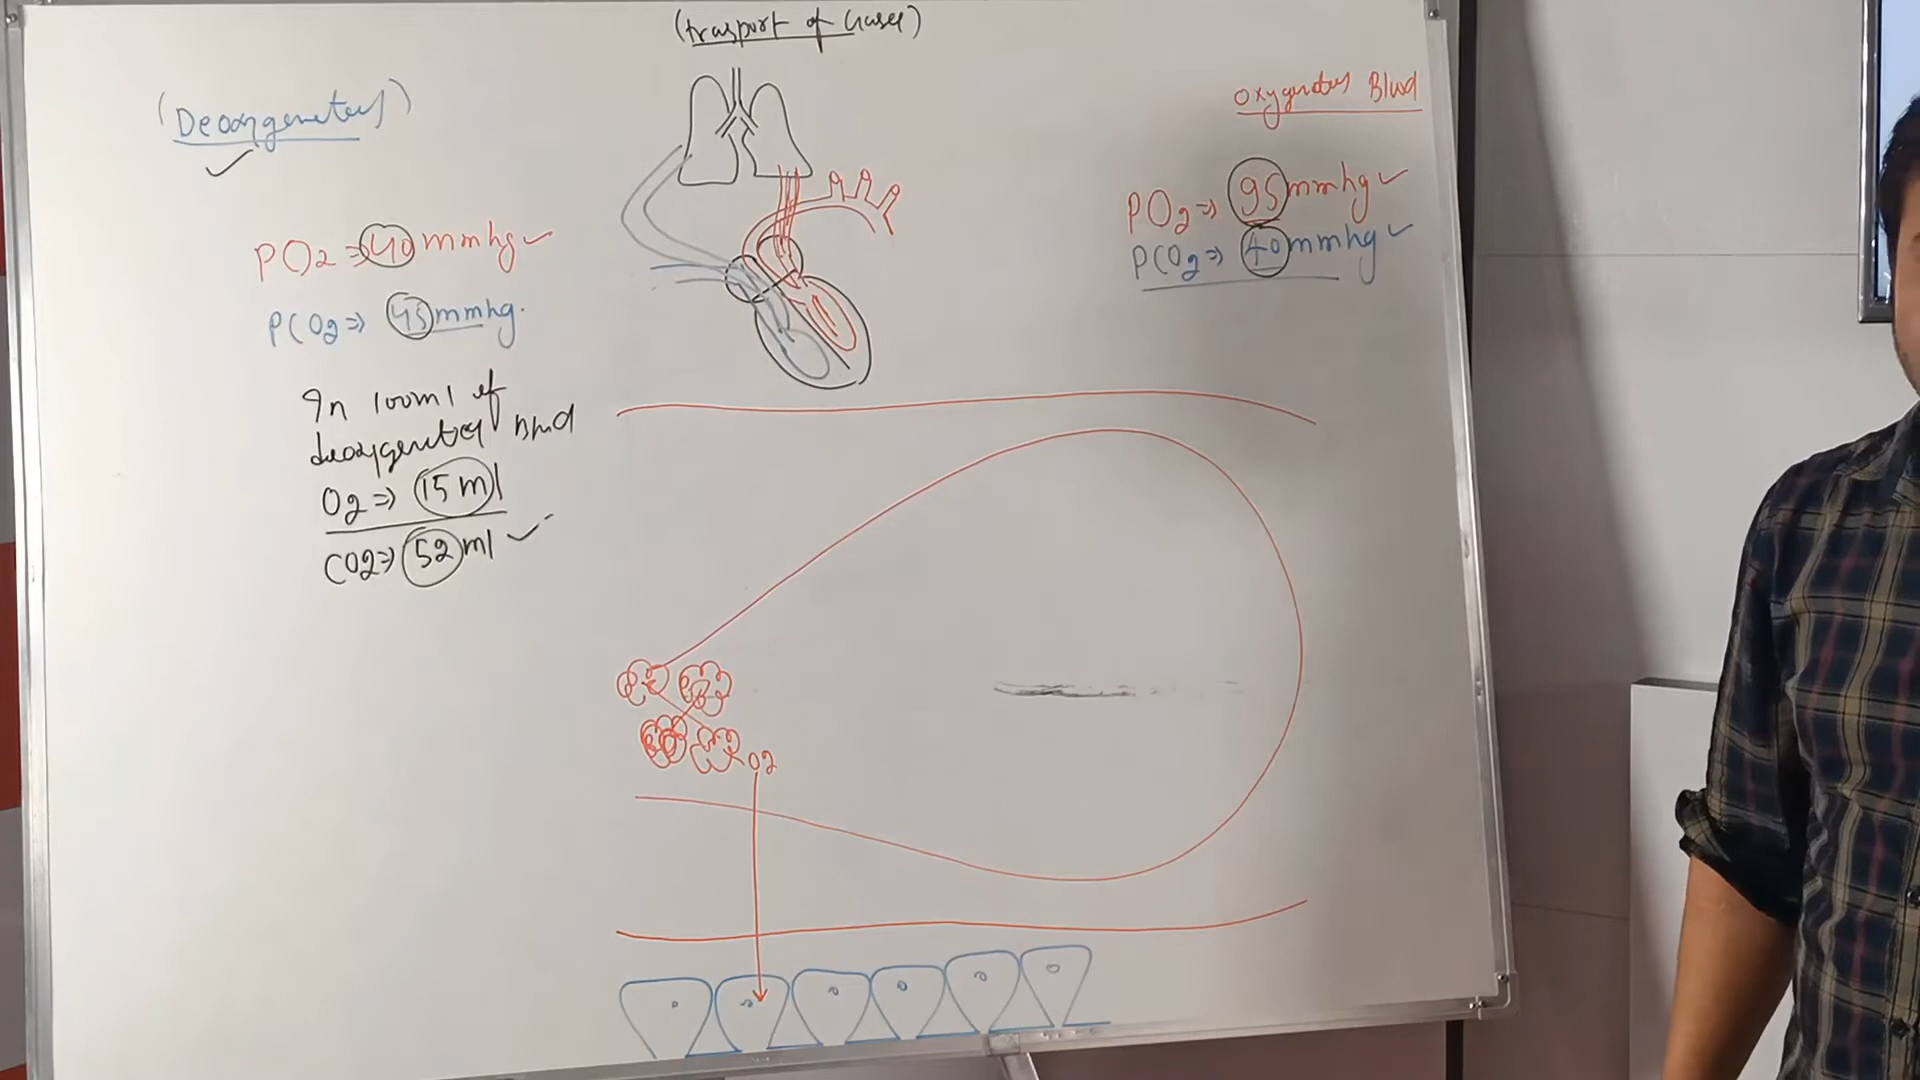 (trasport of Gases)
(Deoxygenated)
PO2 ⇒ 40 mmhg ✓
PCO2 ⇒ 45 mmhg.
In 100ml of
deoxygenated Blood
O2 ⇒ 15 ml
CO2 ⇒ 52 ml ✓
Oxygenated Blood
PO2 ⇒ 95 mmhg ✓
PCO2 ⇒ 40 mmhg ✓
O2